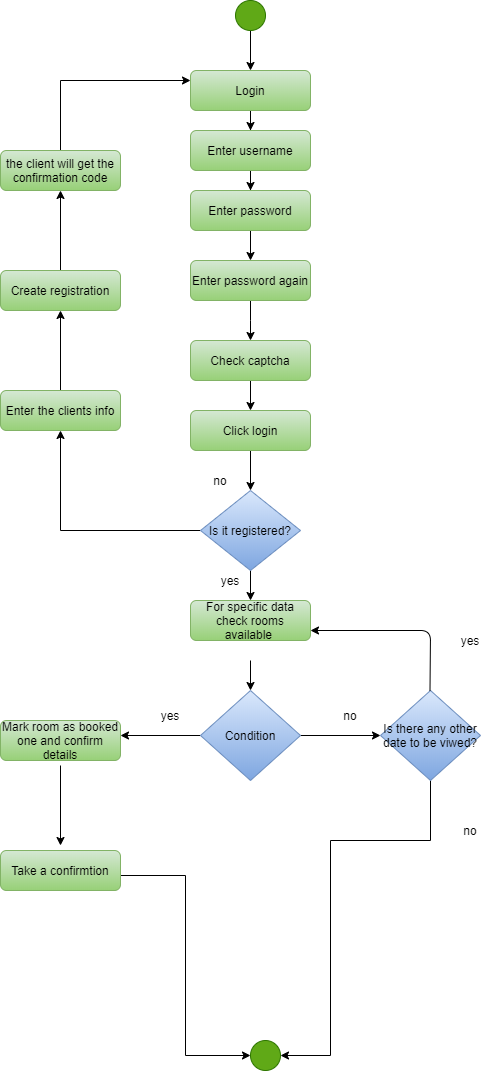 Login
Enter username
the client will get the
confirmation code
Enter password
Enter password again
Create registration
Check captcha
Enter the clients info
Click login
no
Is it registered?
yes
For specific data
check rooms
available
yes
yes
no
Mark room as booked
one and confirm
details
Condition
Is there any other
date to be viwed?
no
Take a confirmtion